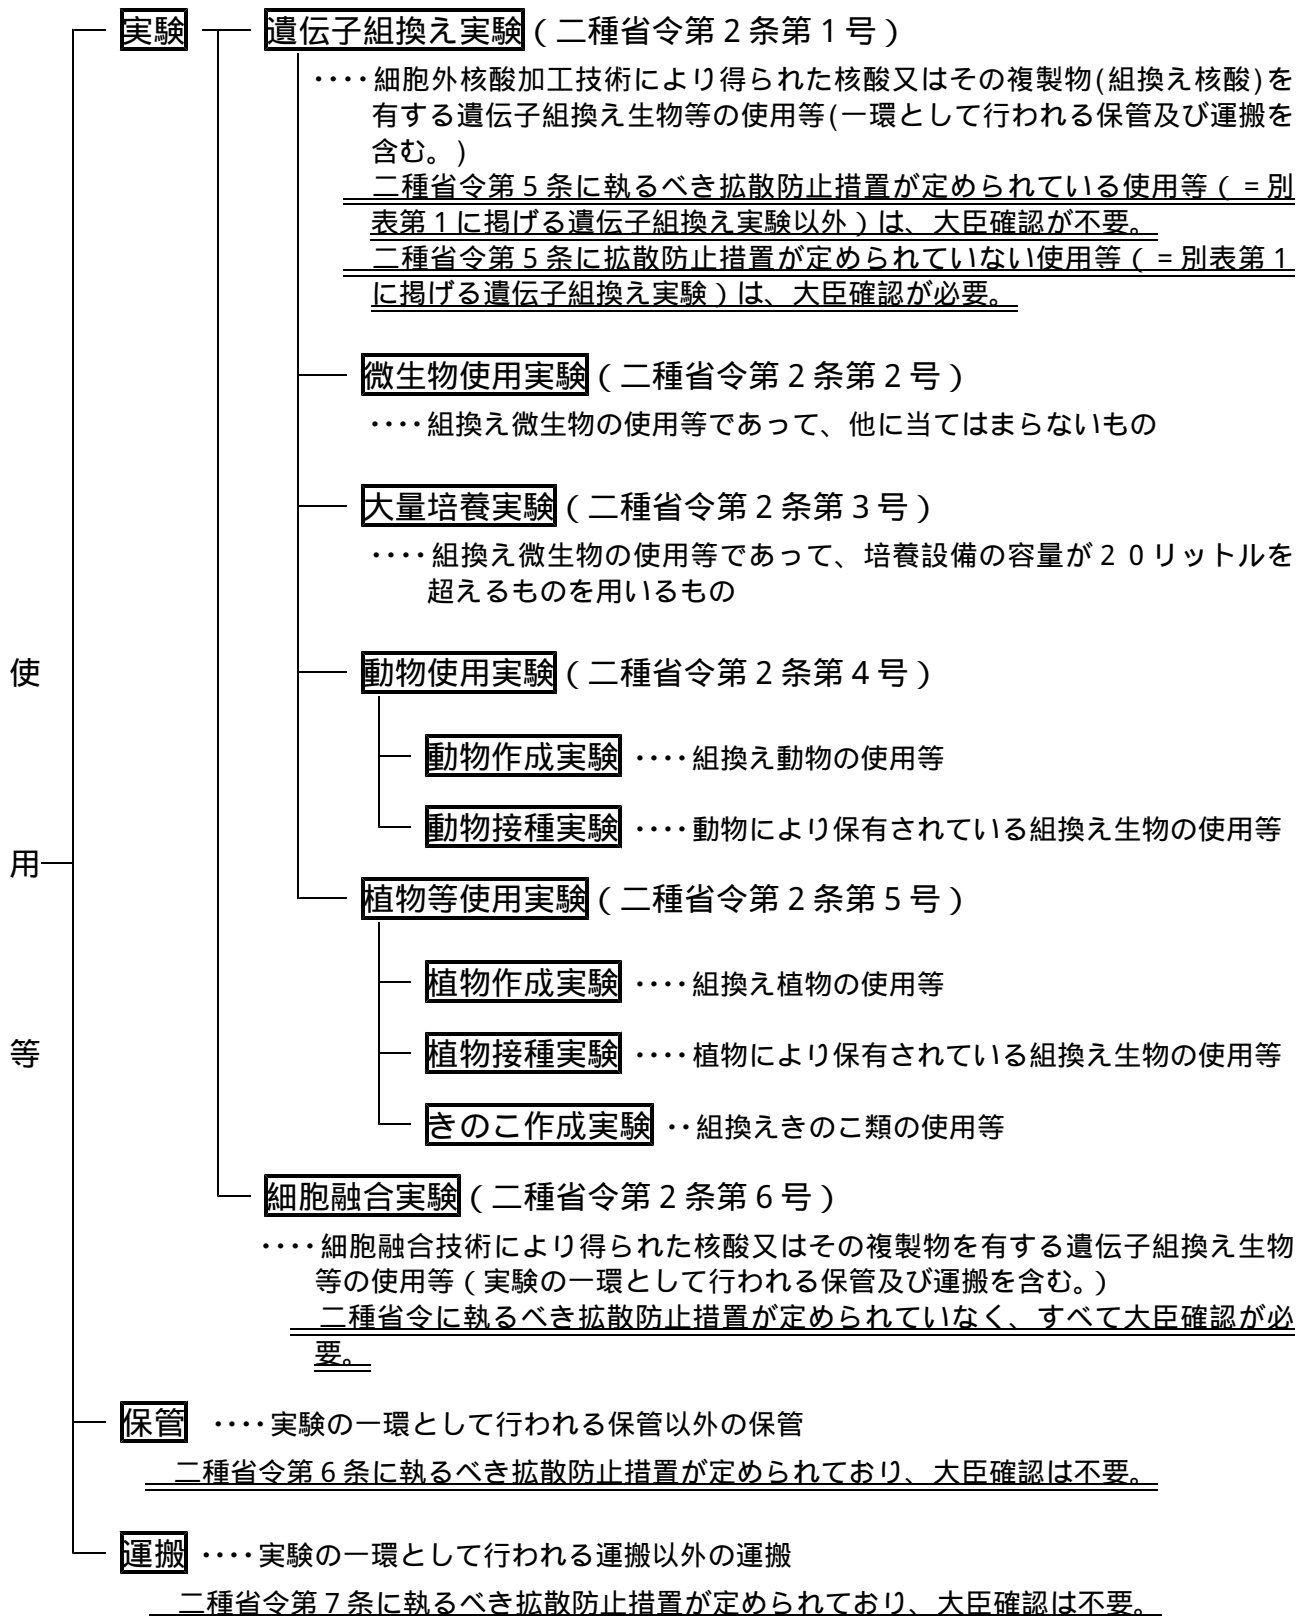 実験 遺伝子組換え実験(二種省令第2条第1号)
････細胞外核酸加工技術により得られた核酸又はその複製物(組換え核酸)を
有する遺伝子組換え生物等の使用等(一環として行われる保管及び運搬を
含む。)
二種省令第5条に執るべき拡散防止措置が定められている使用等(=別
表第1に掲げる遺伝子組換え実験以外)は、大臣確認が不要。
二種省令第5条に拡散防止措置が定められていない使用等(=別表第1
に掲げる遺伝子組換え実験)は、大臣確認が必要。
微生物使用実験(二種省令第2条第2号)
････組換え微生物の使用等であって、他に当てはまらないもの
大量培養実験(二種省令第2条第3号)
････組換え微生物の使用等であって、培養設備の容量が20リットルを
超えるものを用いるもの
使
動物使用実験(二種省令第2条第4号)
動物作成実験 ････組換え動物の使用等
動物接種実験 ････動物により保有されている組換え生物の使用等
用
植物等使用実験(二種省令第2条第5号)
植物作成実験 ････組換え植物の使用等
等
植物接種実験 ････植物により保有されている組換え生物の使用等
きのこ作成実験 ･･組換えきのこ類の使用等
細胞融合実験(二種省令第2条第6号)
････細胞融合技術により得られた核酸又はその複製物を有する遺伝子組換え生物
等の使用等(実験の一環として行われる保管及び運搬を含む。)
二種省令に執るべき拡散防止措置が定められていなく、すべて大臣確認が必
要。
保管 ････実験の一環として行われる保管以外の保管
二種省令第6条に執るべき拡散防止措置が定められており、大臣確認は不要。
運搬 ････実験の一環として行われる運搬以外の運搬
二種省令第7条に執るべき拡散防止措置が定められており、大臣確認は不要。